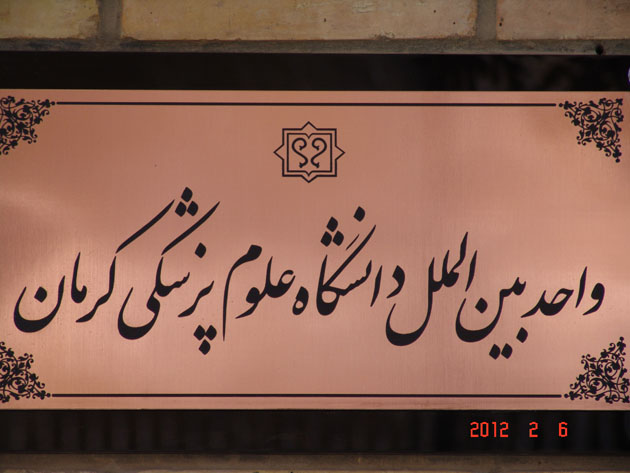 واحد بین الملل دانشگاه علوم پزشکی کرمان
2012 2 6